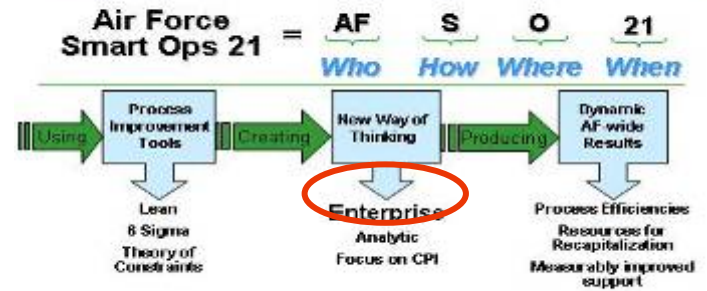 Air Force
Smart Ops 21 = AF S O 21
Who How Where When
Using
Process
Improvement
Tools
Creating
New Way of
Thinking
Producing
Dynamic
AF-wide
Results
Lean
6 Sigma
Theory of
Constraints
Enterprise
Analytic
Focus on CPI
Process Efficiencies
Resources for
Recapitalization
Measurably improved
support